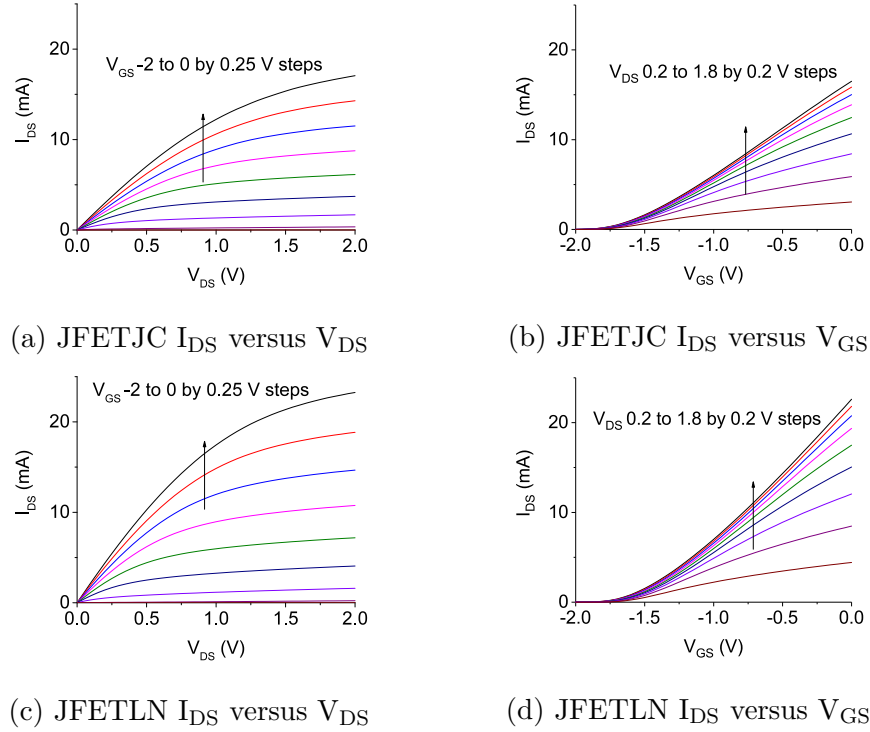 I_DS (mA)
20
10
0
V_GS -2 to 0 by 0.25 V steps
0.0 0.5 1.0 1.5 2.0
V_DS (V)
(a) JFETJC I_DS versus V_DS
I_DS (mA)
20
10
0
V_DS 0.2 to 1.8 by 0.2 V steps
-2.0 -1.5 -1.0 -0.5 0.0
V_GS (V)
(b) JFETJC I_DS versus V_GS
I_DS (mA)
20
10
0
V_GS -2 to 0 by 0.25 V steps
0.0 0.5 1.0 1.5 2.0
V_DS (V)
(c) JFETLN I_DS versus V_DS
I_DS (mA)
20
10
0
V_DS 0.2 to 1.8 by 0.2 V steps
-2.0 -1.5 -1.0 -0.5 0.0
V_GS (V)
(d) JFETLN I_DS versus V_GS